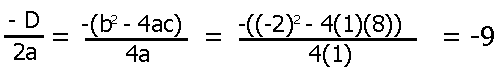 - D / 2a = -(b² - 4ac) / 4a = -((-2)² - 4(1)(8)) / 4(1) = -9